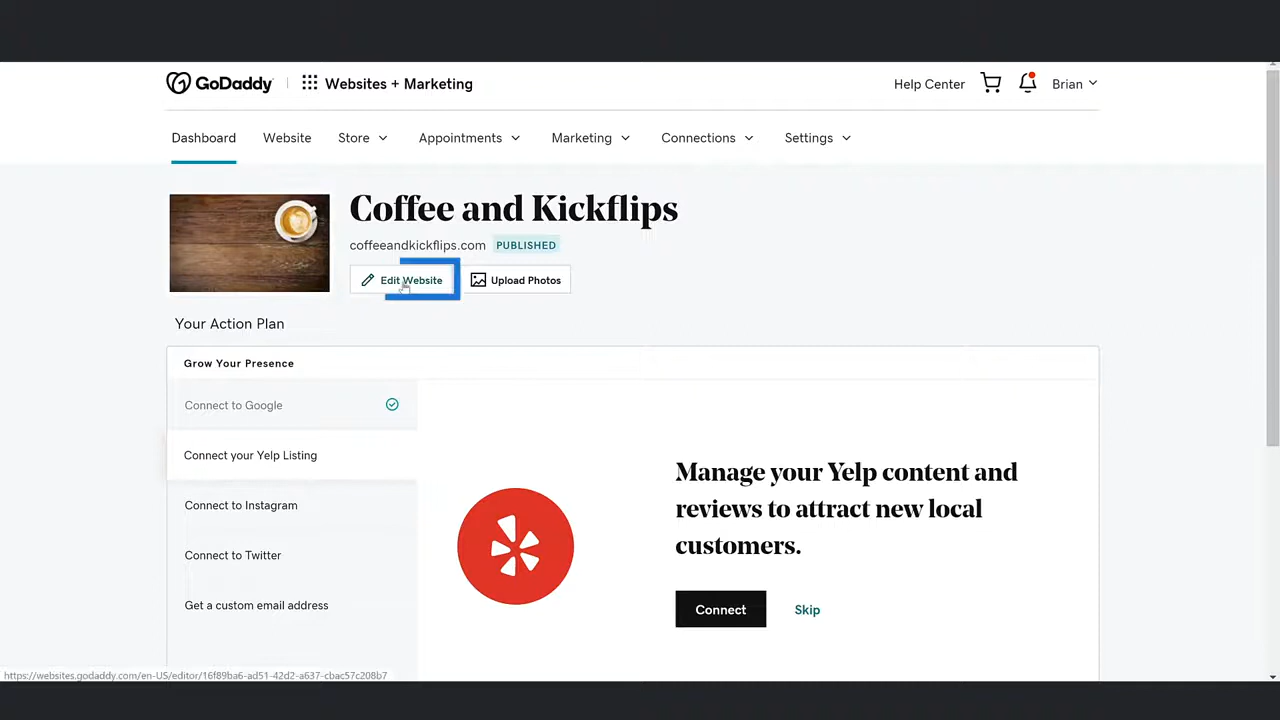 GoDaddy Websites + Marketing Help Center Brian
Dashboard Website Store Appointments Marketing Connections Settings
Coffee and Kickflips
coffeeandkickflips.com PUBLISHED
Edit Website Upload Photos
Your Action Plan
Grow Your Presence
Connect to Google
Connect your Yelp Listing
Connect to Instagram
Connect to Twitter
Get a custom email address
Manage your Yelp content and
reviews to attract new local
customers.
Connect Skip
https://websites.godaddy.com/en-US/editor/16f89ba6-ad51-42d2-a637-cbac57c208b7